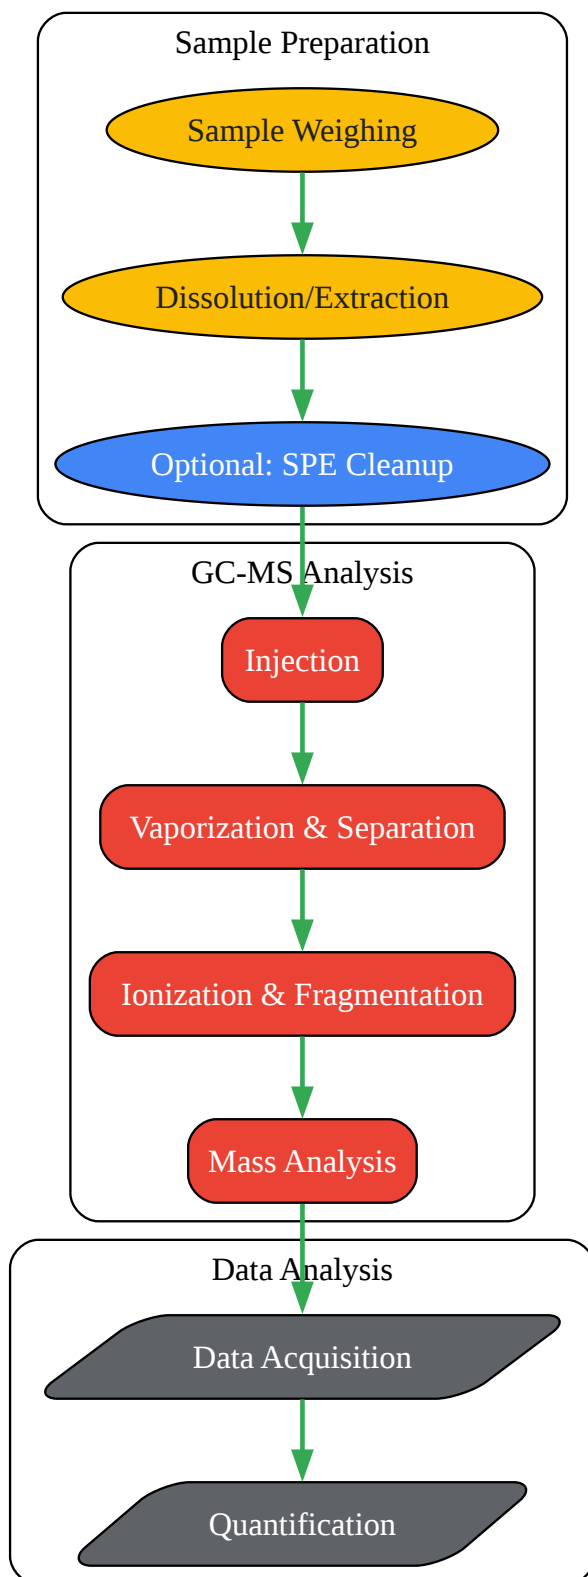 Sample Preparation
Sample Weighing
Dissolution/Extraction
Optional: SPE Cleanup
GC-MS Analysis
Injection
Vaporization & Separation
Ionization & Fragmentation
Mass Analysis
Data Analysis
Data Acquisition
Quantification